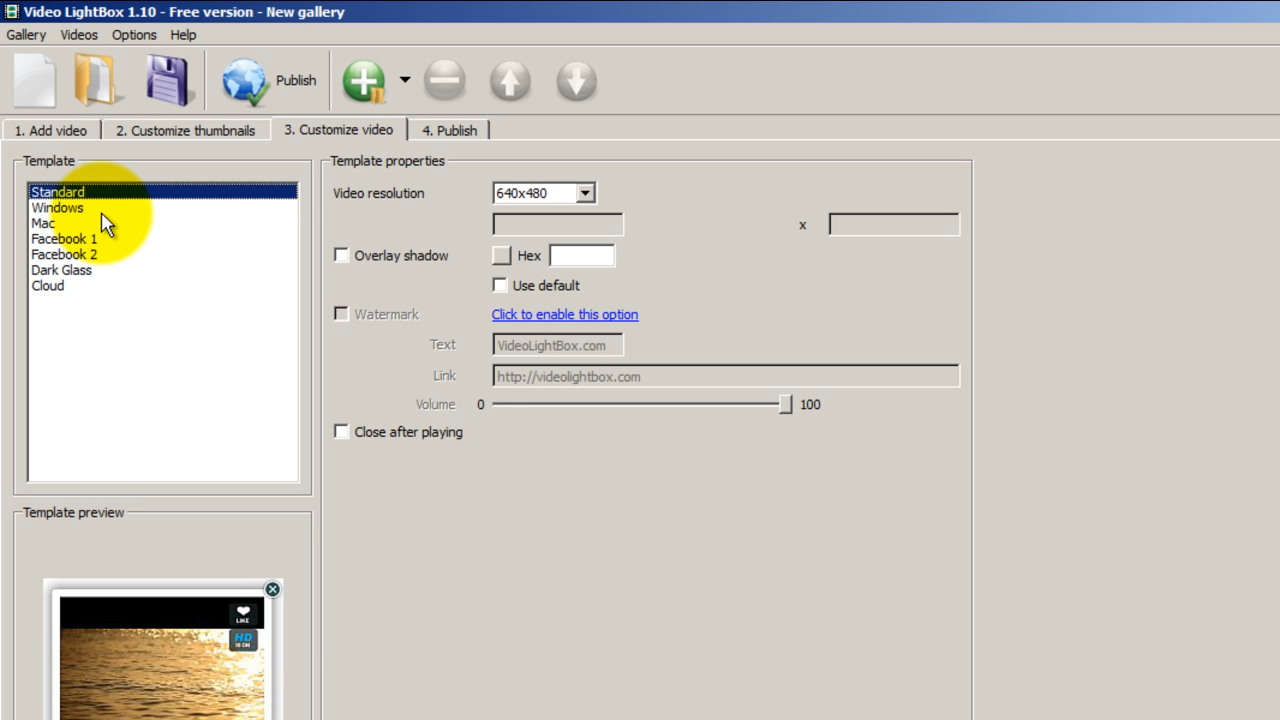 Video LightBox 1.10 - Free version - New gallery
Gallery Videos Options Help
Publish
1. Add video 2. Customize thumbnails 3. Customize video 4. Publish
Template
Standard
Windows
Mac
Facebook 1
Facebook 2
Dark Glass
Cloud
Template properties
Video resolution 640x480
x
Overlay shadow Hex
Use default
Watermark Click to enable this option
Text VideoLightBox.com
Link http://videolightbox.com
Volume 0 100
Close after playing
Template preview
LIKE
HD
IS ON